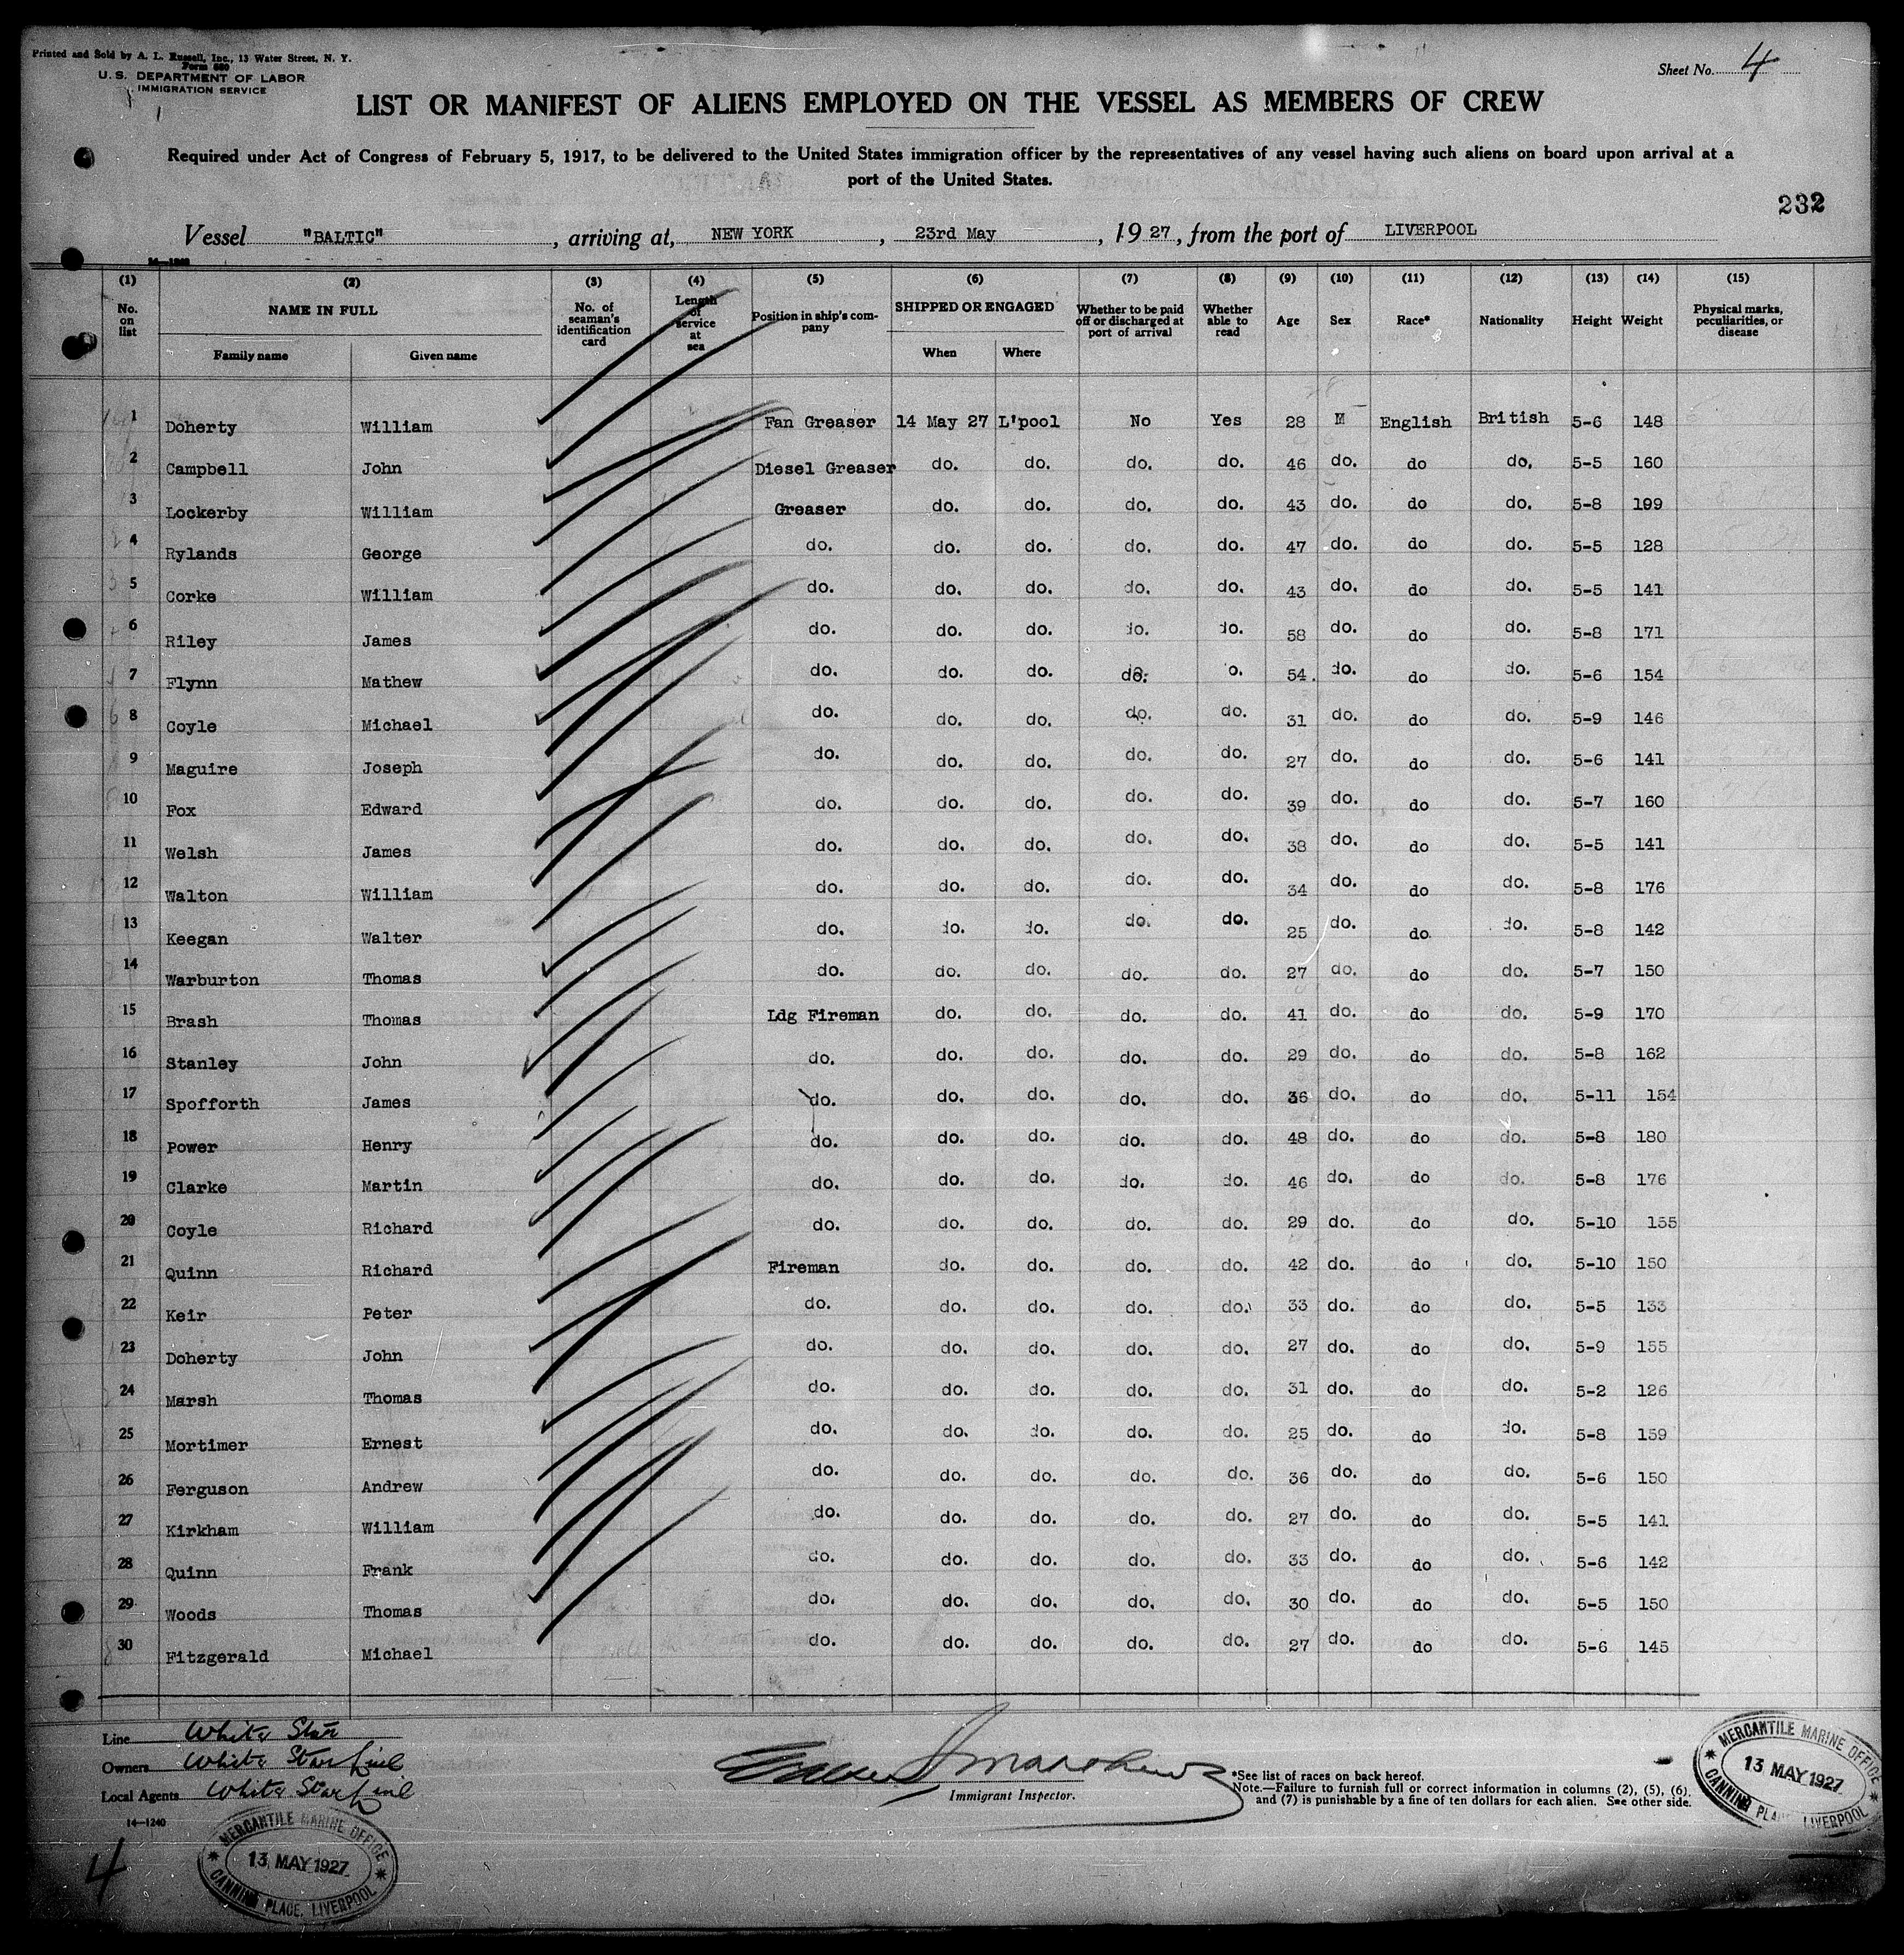 Printed and Sold by A. L. Russell, Inc., 13 Water Street, N. Y.
Form 680
U. S. DEPARTMENT OF LABOR
IMMIGRATION SERVICE
Sheet No. 4
LIST OR MANIFEST OF ALIENS EMPLOYED ON THE VESSEL AS MEMBERS OF CREW
Required under Act of Congress of February 5, 1917, to be delivered to the United States immigration officer by the representatives of any vessel having such aliens on board upon arrival at a
port of the United States.
232
Vessel "BALTIC", arriving at, NEW YORK, 23rd May, 1927, from the port of LIVERPOOL
14—1240
(1) (2) (3) (4) (5) (6) (7) (8) (9) (10) (11) (12) (13) (14) (15)
No. on list NAME IN FULL Family name Given name No. of seaman's identification card Length of service at sea Position in ship's company SHIPPED OR ENGAGED When Where Whether to be paid off or discharged at port of arrival Whether able to read Age Sex Race* Nationality Height Weight Physical marks, peculiarities, or disease
1 Doherty William Fan Greaser 14 May 27 L'pool No Yes 28 M English British 5-6 148
2 Campbell John Diesel Greaser do. do. do. do. 46 do. do do. 5-5 160
3 Lockerby William Greaser do. do. do. do. 43 do. do do. 5-8 199
4 Rylands George do. do. do. do. do. 47 do. do do. 5-5 128
5 Corke William do. do. do. do. do. 43 do. do do. 5-5 141
6 Riley James do. do. do. do. do. 58 do. do do. 5-8 171
7 Flynn Mathew do. do. do. do. o. 54. do. do do. 5-6 154
8 Coyle Michael do. do. do. do. do. 31 do. do do. 5-9 146
9 Maguire Joseph do. do. do. do. do. 27 do. do do. 5-6 141
10 Fox Edward do. do. do. do. do. 39 do. do do. 5-7 160
11 Welsh James do. do. do. do. do. 38 do. do do. 5-5 141
12 Walton William do. do. do. do. do. 34 do. do do. 5-8 176
13 Keegan Walter do. do. do. do. do. 25 do. do. do. 5-8 142
14 Warburton Thomas do. do. do. do. do. 27 do. do do. 5-7 150
15 Brash Thomas Ldg Fireman do. do. do. do. 41 do. do do. 5-9 170
16 Stanley John do. do. do. do. do. 29 do. do do. 5-8 162
17 Spofforth James do. do. do. do. do. 36 do. do do. 5-11 154
18 Power Henry do. do. do. do. do. 48 do. do do. 5-8 180
19 Clarke Martin do. do. do. do. do. 46 do. do do. 5-8 176
20 Coyle Richard do. do. do. do. do. 29 do. do do. 5-10 155
21 Quinn Richard Fireman do. do. do. do. 42 do. do do. 5-10 150
22 Keir Peter do. do. do. do. do. 33 do. do do. 5-5 133
23 Doherty John do. do. do. do. do. 27 do. do do. 5-9 155
24 Marsh Thomas do. do. do. do. do. 31 do. do do. 5-2 126
25 Mortimer Ernest do. do. do. do. do. 25 do. do do. 5-8 159
26 Ferguson Andrew do. do. do. do. do. 36 do. do do. 5-6 150
27 Kirkham William do. do. do. do. do. 27 do. do do. 5-5 141
28 Quinn Frank do. do. do. do. do. 33 do. do do. 5-6 142
29 Woods Thomas do. do. do. do. do. 30 do. do do. 5-5 150
30 Fitzgerald Michael do. do. do. do. do. 27 do. do do. 5-6 145
Line White Star
Owners White Star Line
Local Agents White Star Line
14—1240
Immigrant Inspector.
*See list of races on back hereof.
Note.—Failure to furnish full or correct information in columns (2), (5), (6),
and (7) is punishable by a fine of ten dollars for each alien. See other side.
MERCANTILE MARINE OFFICE
13 MAY 1927
CANNING PLACE, LIVERPOOL
4
MERCANTILE MARINE OFFICE
13 MAY 1927
CANNING PLACE, LIVERPOOL